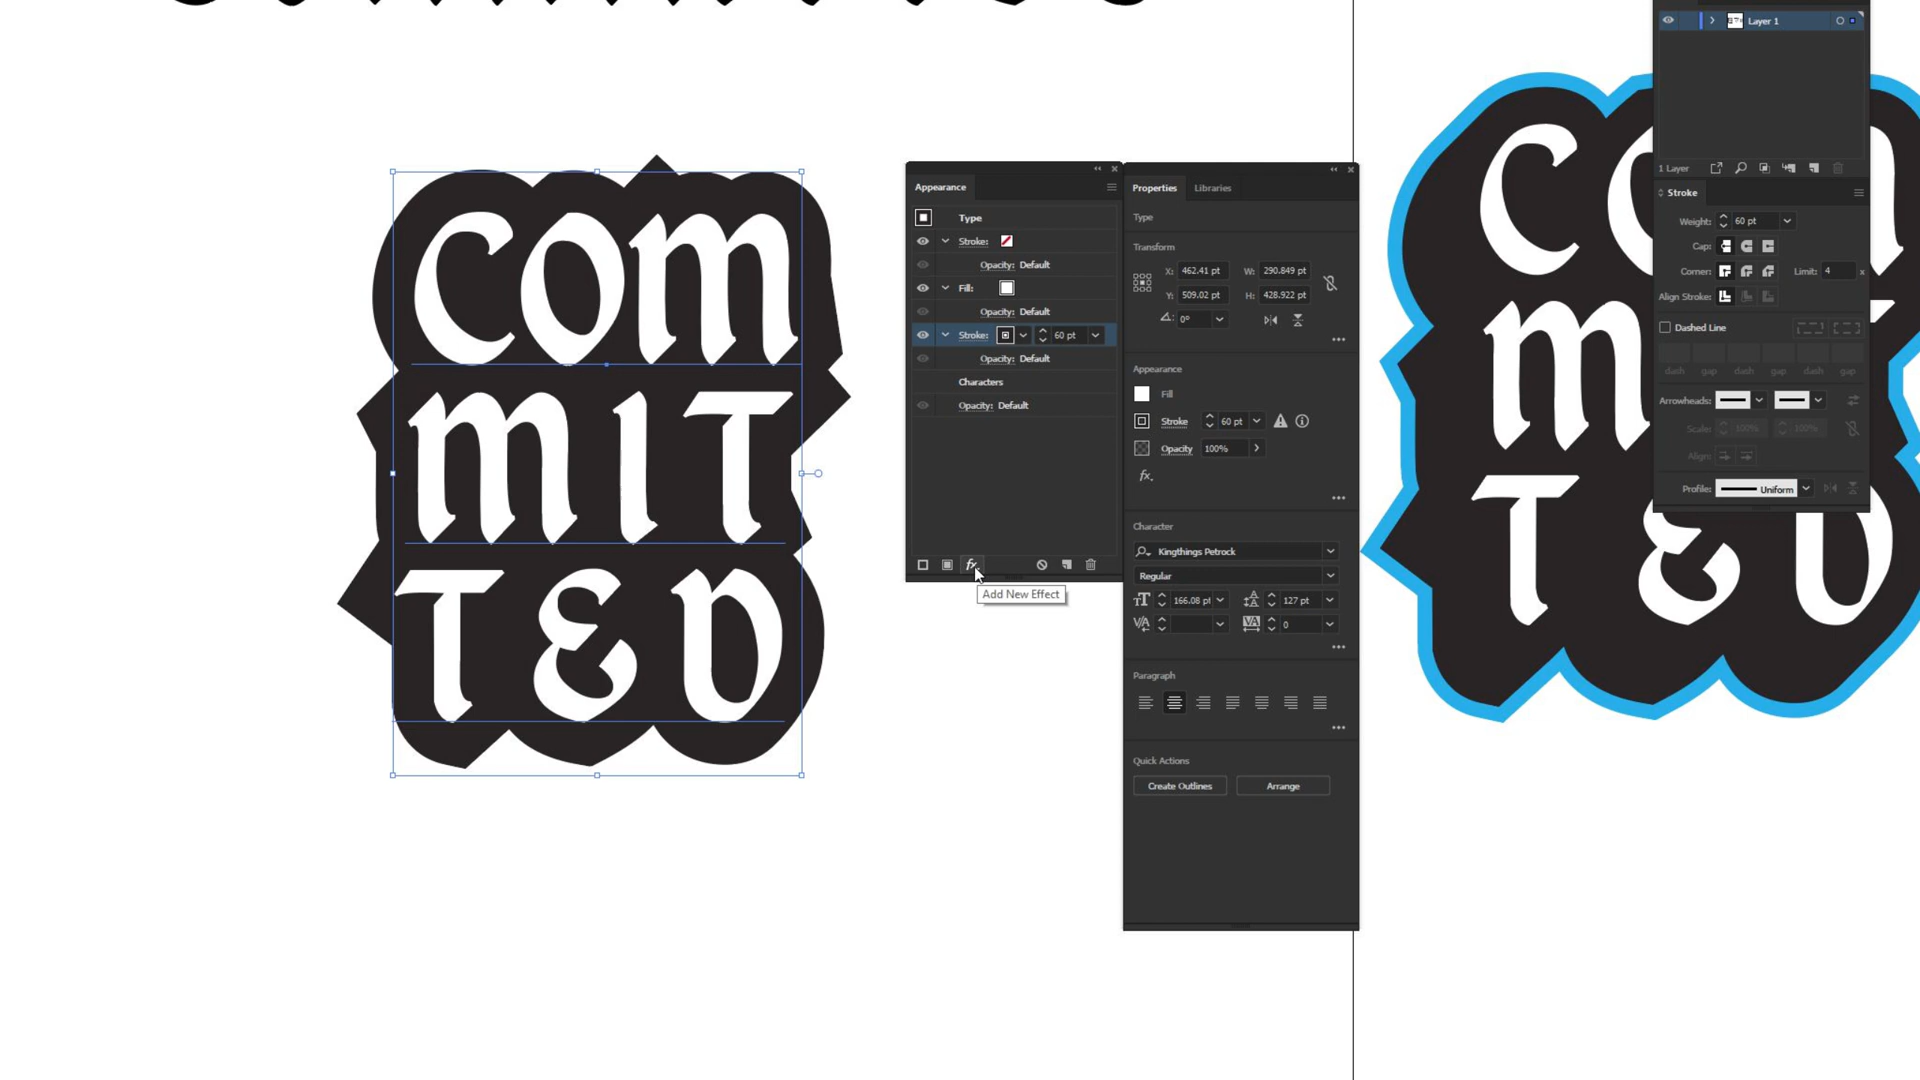 COM
MIT
T&D
Appearance
Type
Stroke:
Opacity: Default
Fill:
Opacity: Default
Stroke: 60 pt
Opacity: Default
Characters
Opacity: Default
fx
Add New Effect
Properties Libraries
Type
Transform
X: 462.41 pt W: 290.849 pt
Y: 509.02 pt H: 428.922 pt
0°
Appearance
Fill
Stroke 60 pt
Opacity 100%
fx.
Character
Kingthings Petrock
Regular
166.08 pt 127 pt
0
Paragraph
Quick Actions
Create Outlines Arrange
Layer 1
1 Layer
Stroke
Weight: 60 pt
Cap:
Corner: Limit: 4 x
Align Stroke:
Dashed Line
dash gap dash gap dash gap
Arrowheads:
Scale: 100% 100%
Align:
Profile: Uniform
CO M
M
T & D